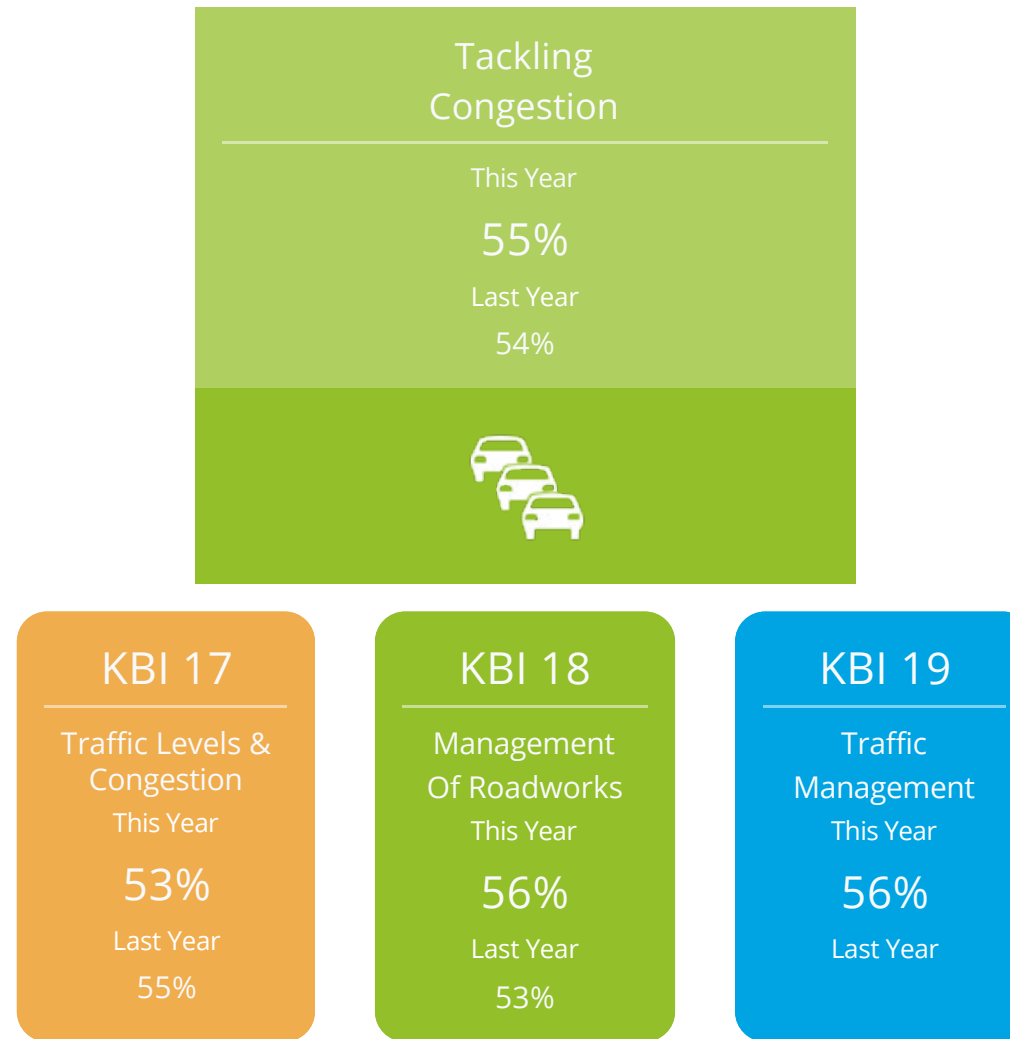 Tackling
Congestion
This Year
55%
Last Year
54%
KBI 17
Traffic Levels &
Congestion
This Year
53%
Last Year
55%
KBI 18
Management
Of Roadworks
This Year
56%
Last Year
53%
KBI 19
Traffic
Management
This Year
56%
Last Year